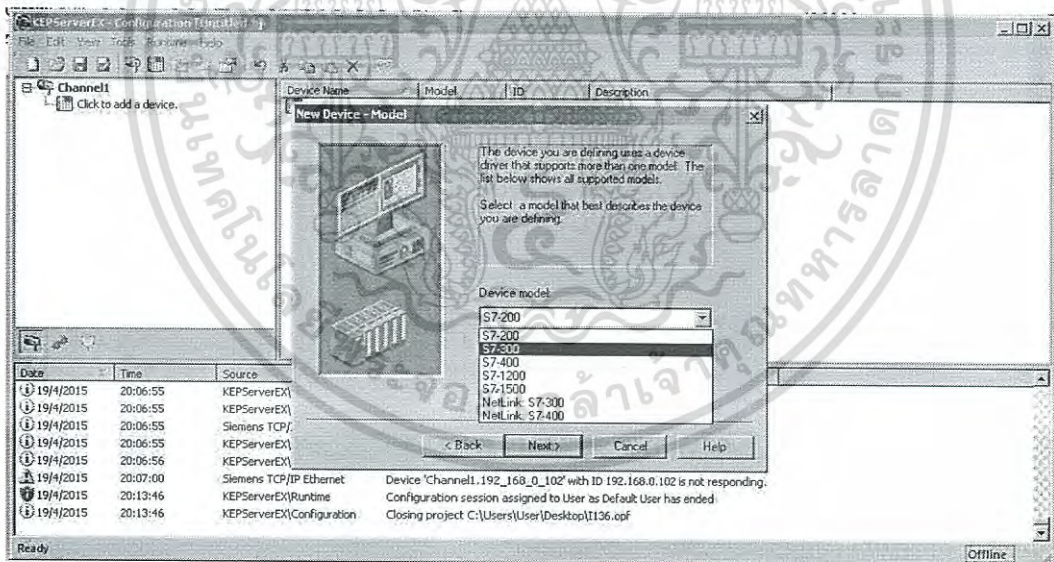 KEPServerEX - Configuration [Untitled *]
File Edit View Tools Runtime Help
Channel1
Click to add a device.
Device Name Model ID Description
New Device - Model
The device you are defining uses a device
driver that supports more than one model. The
list below shows all supported models.
Select a model that best describes the device
you are defining.
Device model:
S7-200
S7-200
S7-300
S7-400
S7-1200
S7-1500
NetLink: S7-300
NetLink: S7-400
< Back Next > Cancel Help
Date Time Source
19/4/2015 20:06:55 KEPServerEX\
19/4/2015 20:06:55 KEPServerEX\
19/4/2015 20:06:55 Siemens TCP/
19/4/2015 20:06:55 KEPServerEX\
19/4/2015 20:06:56 KEPServerEX\
19/4/2015 20:07:00 Siemens TCP/IP Ethernet Device 'Channel1.192_168_0_102' with ID 192.168.0.102 is not responding.
19/4/2015 20:13:46 KEPServerEX\Runtime Configuration session assigned to User as Default User has ended
19/4/2015 20:13:46 KEPServerEX\Configuration Closing project C:\Users\User\Desktop\I136.opf
Ready Offline